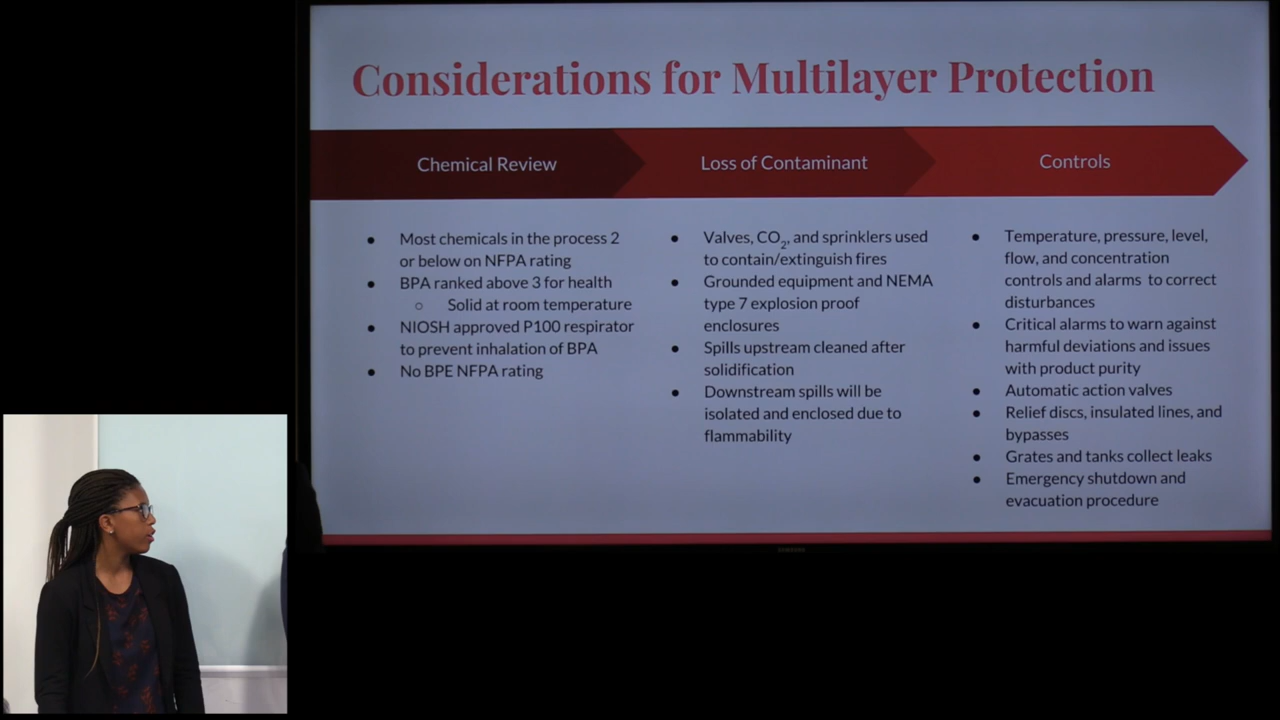 Considerations for Multilayer Protection
Chemical Review
Loss of Contaminant
Controls
● Most chemicals in the process 2
or below on NFPA rating
● BPA ranked above 3 for health
○ Solid at room temperature
● NIOSH approved P100 respirator
to prevent inhalation of BPA
● No BPE NFPA rating
● Valves, CO₂, and sprinklers used
to contain/extinguish fires
● Grounded equipment and NEMA
type 7 explosion proof
enclosures
● Spills upstream cleaned after
solidification
● Downstream spills will be
isolated and enclosed due to
flammability
● Temperature, pressure, level,
flow, and concentration
controls and alarms to correct
disturbances
● Critical alarms to warn against
harmful deviations and issues
with product purity
● Automatic action valves
● Relief discs, insulated lines, and
bypasses
● Grates and tanks collect leaks
● Emergency shutdown and
evacuation procedure
SAMSUNG